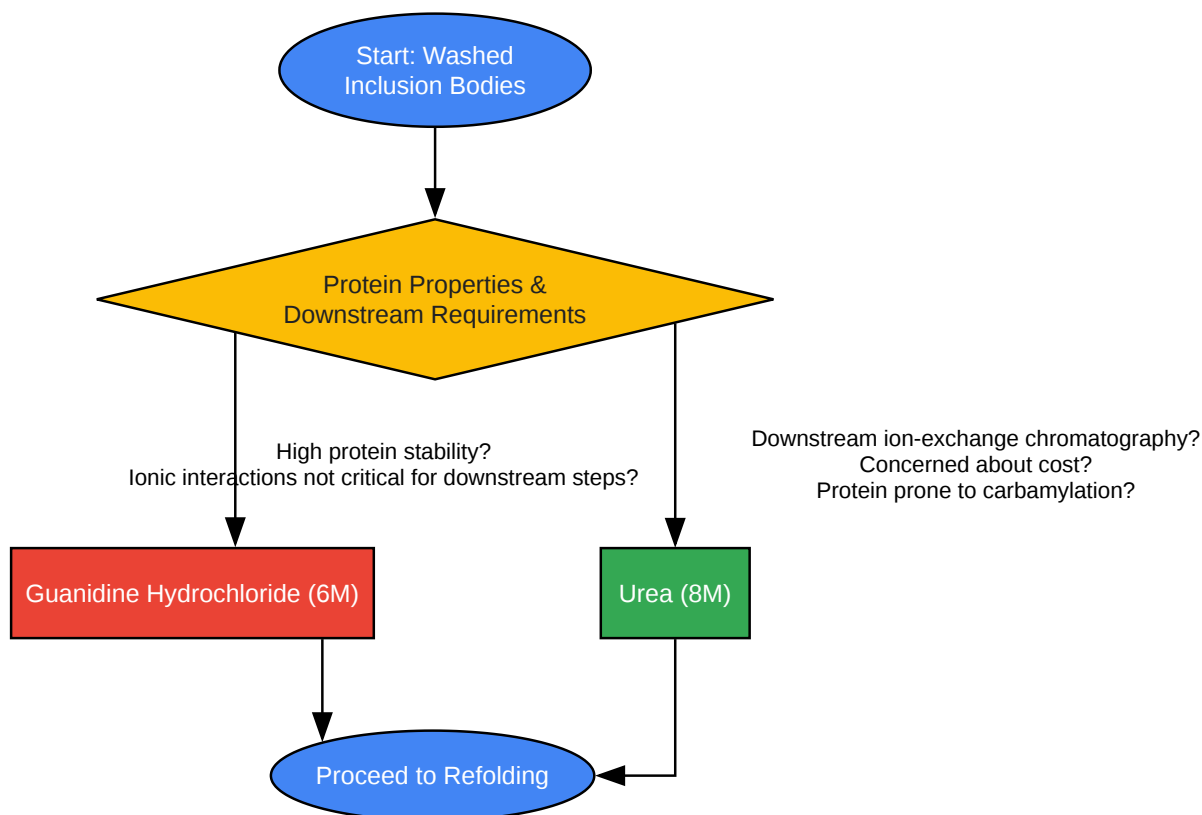 Start: Washed
Inclusion Bodies
Protein Properties &
Downstream Requirements
High protein stability?
Ionic interactions not critical for downstream steps?
Downstream ion-exchange chromatography?
Concerned about cost?
Protein prone to carbamylation?
Guanidine Hydrochloride (6M)
Urea (8M)
Proceed to Refolding